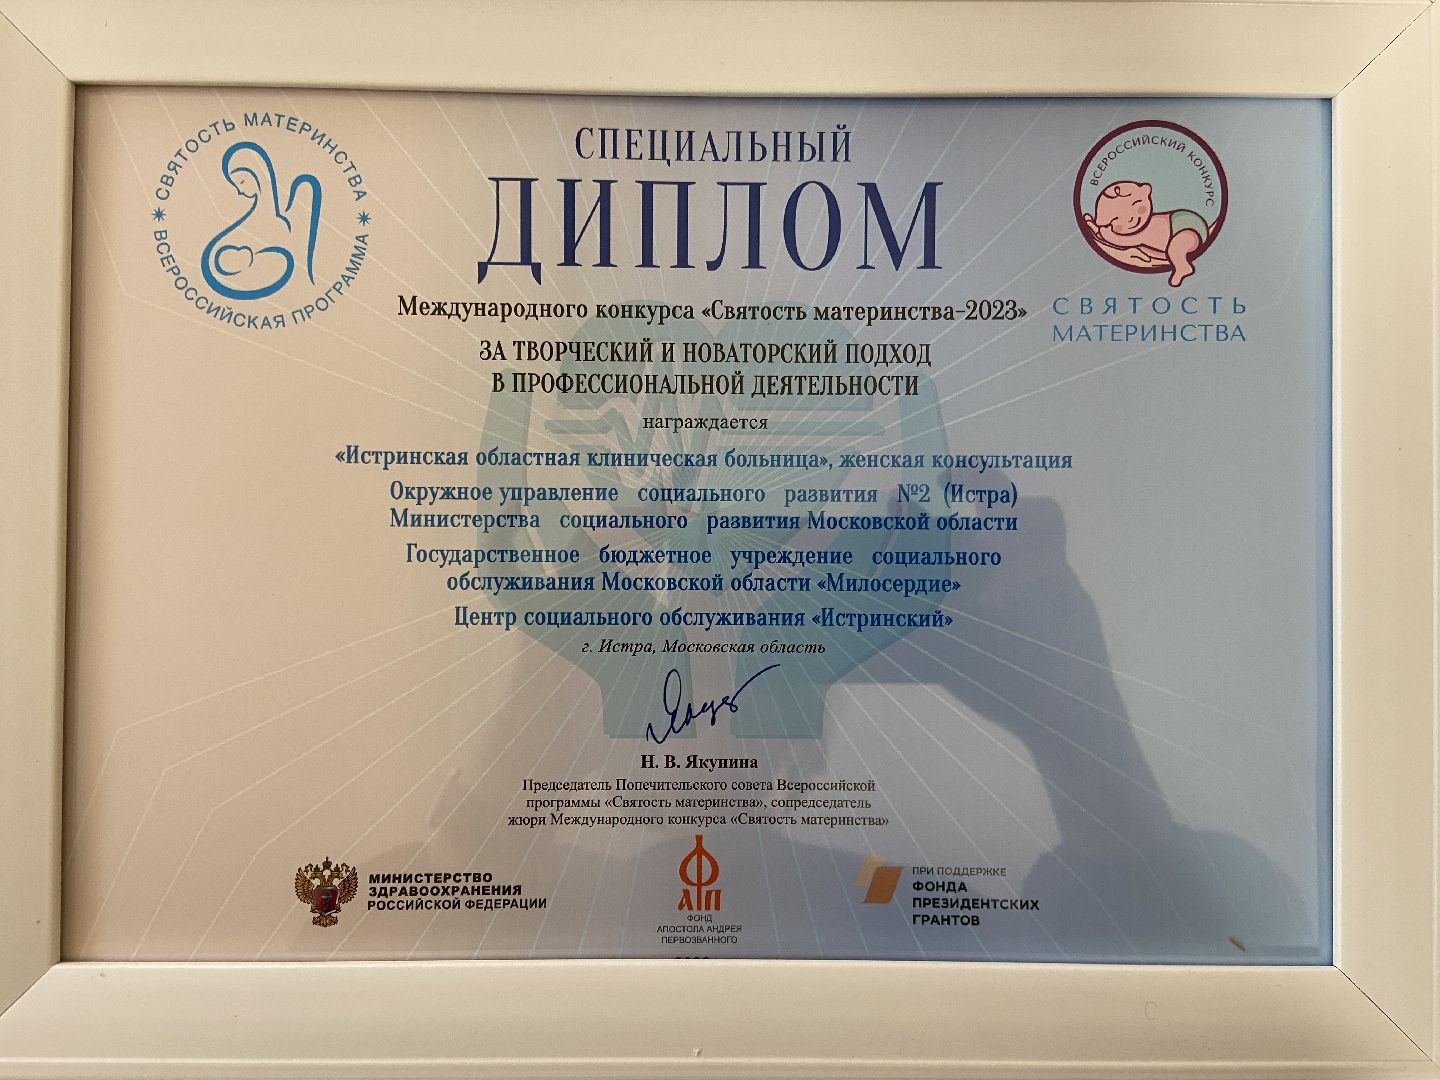 СВЯТОСТЬ МАТЕРИНСТВА
ВСЕРОССИЙСКАЯ ПРОГРАММА
СПЕЦИАЛЬНЫЙ
ДИПЛОМ
ВСЕРОССИЙСКИЙ КОНКУРС
СВЯТОСТЬ
МАТЕРИНСТВА
Международного конкурса «Святость материнства-2023»
ЗА ТВОРЧЕСКИЙ И НОВАТОРСКИЙ ПОДХОД
В ПРОФЕССИОНАЛЬНОЙ ДЕЯТЕЛЬНОСТИ
награждается
«Истринская областная клиническая больница», женская консультация
Окружное управление социального развития №2 (Истра)
Министерства социального развития Московской области
Государственное бюджетное учреждение социального
обслуживания Московской области «Милосердие»
Центр социального обслуживания «Истринский»
г. Истра, Московская область
Н. В. Якунина
Председатель Попечительского совета Всероссийской
программы «Святость материнства», сопредседатель
жюри Международного конкурса «Святость материнства»
МИНИСТЕРСТВО
ЗДРАВООХРАНЕНИЯ
РОССИЙСКОЙ ФЕДЕРАЦИИ
ФАП
ФОНД
АПОСТОЛА АНДРЕЯ
ПЕРВОЗВАННОГО
ПРИ ПОДДЕРЖКЕ
ФОНДА
ПРЕЗИДЕНТСКИХ
ГРАНТОВ